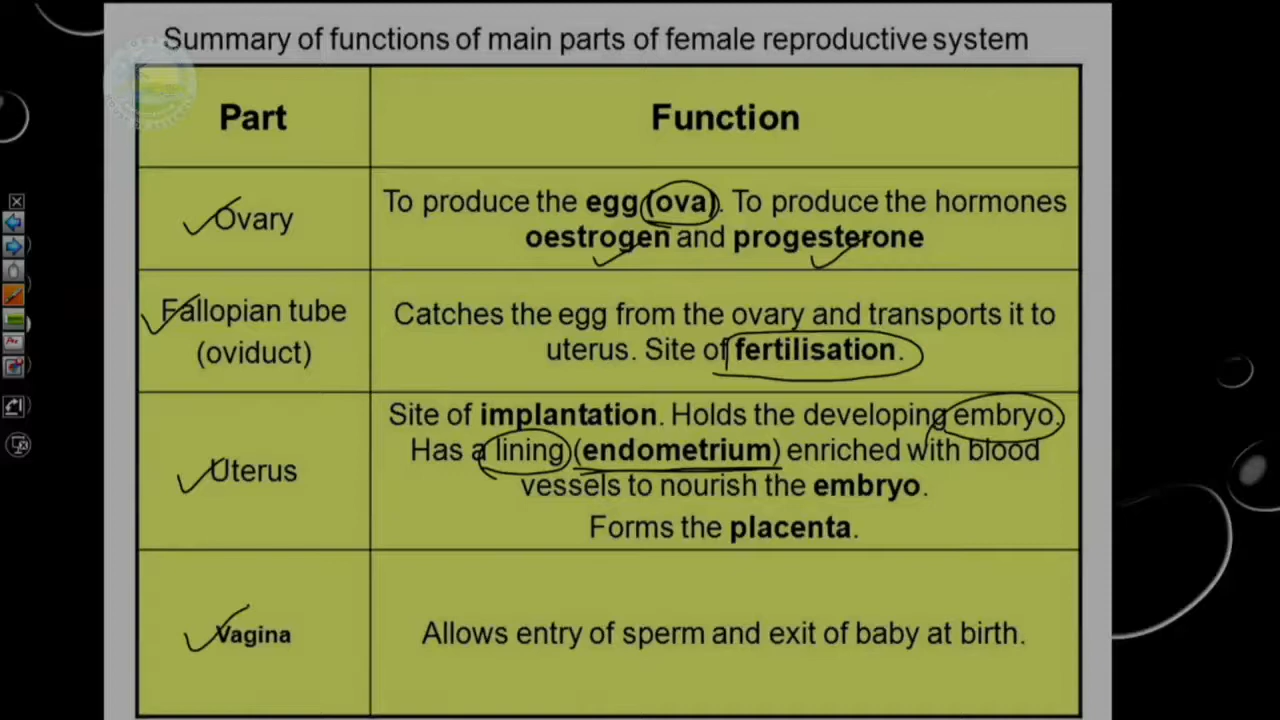 Summary of functions of main parts of female reproductive system
Part
Function
Ovary
To produce the egg (ova). To produce the hormones
oestrogen and progesterone
Fallopian tube
(oviduct)
Catches the egg from the ovary and transports it to
uterus. Site of fertilisation.
Uterus
Site of implantation. Holds the developing embryo.
Has a lining (endometrium) enriched with blood
vessels to nourish the embryo.
Forms the placenta.
Vagina
Allows entry of sperm and exit of baby at birth.